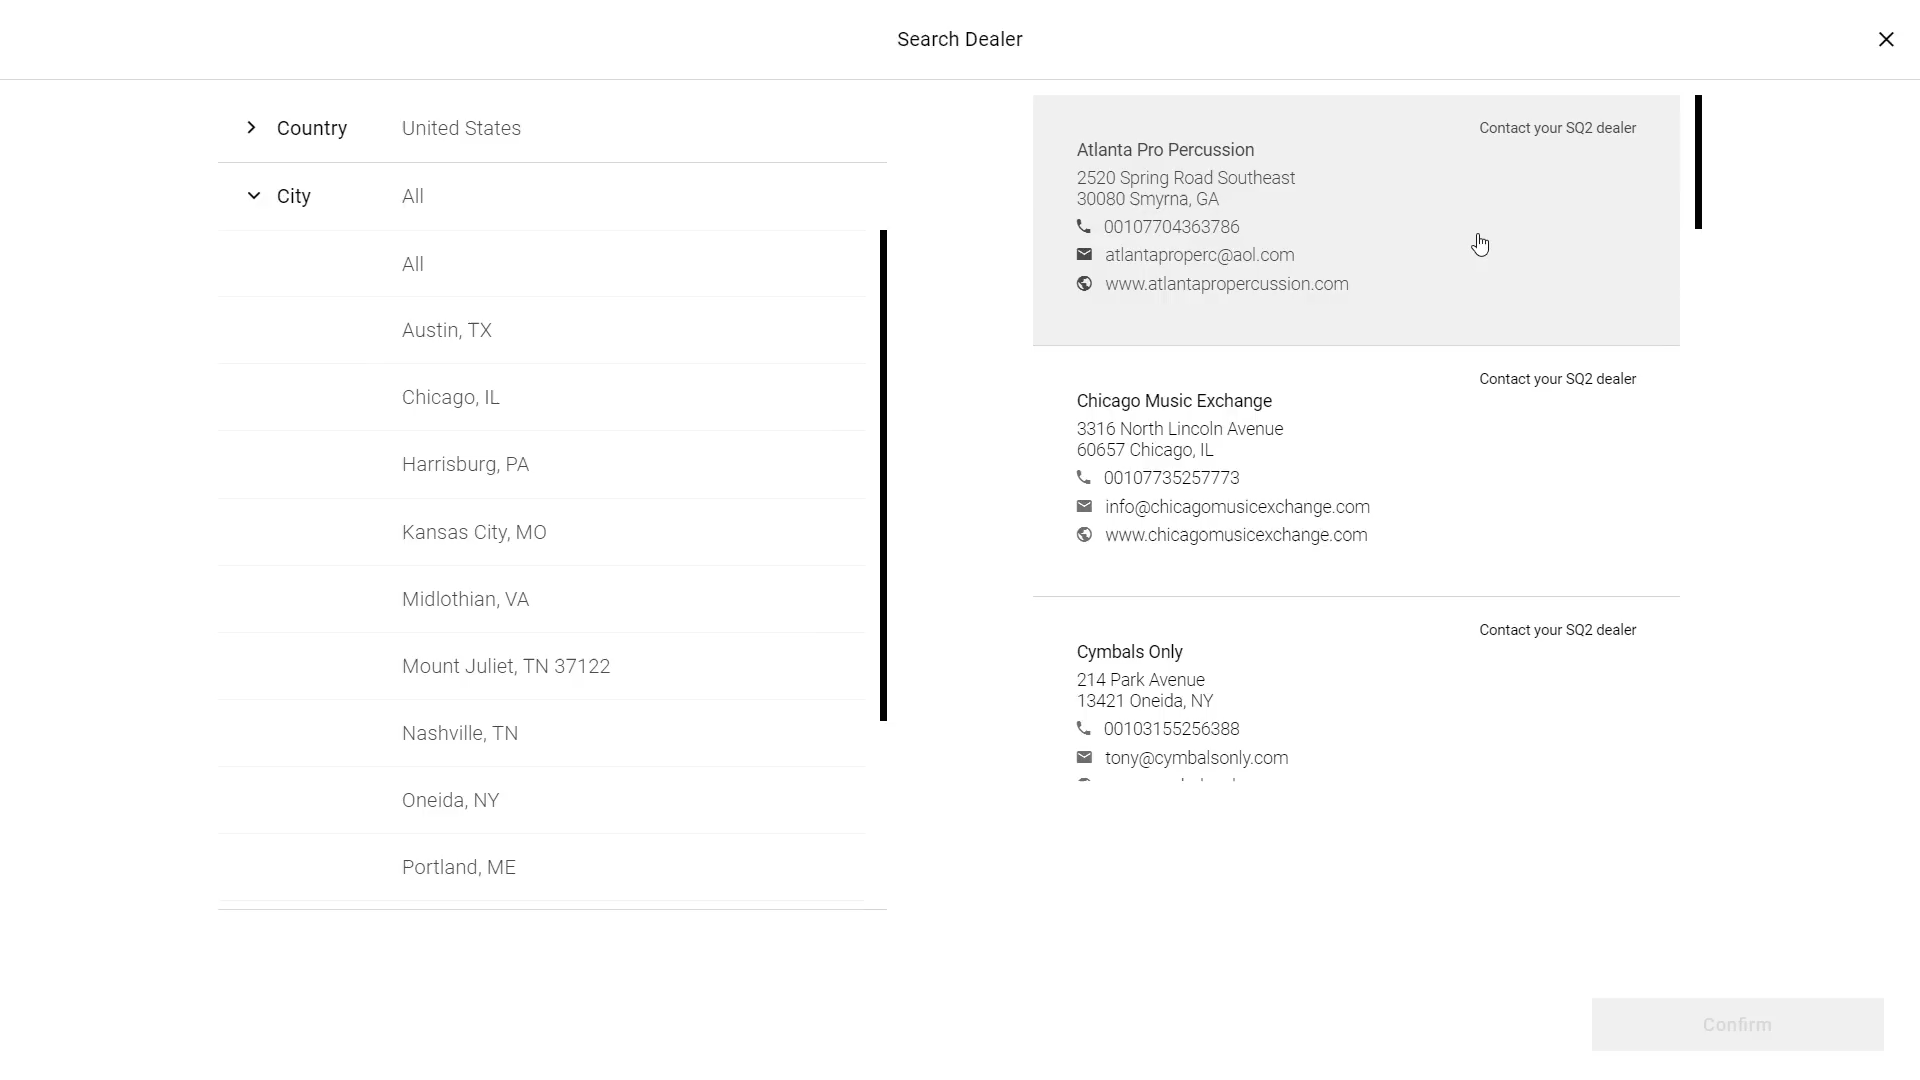 Search Dealer
Country
United States
City
All
All
Austin, TX
Chicago, IL
Harrisburg, PA
Kansas City, MO
Midlothian, VA
Mount Juliet, TN 37122
Nashville, TN
Oneida, NY
Portland, ME
Contact your SQ2 dealer
Atlanta Pro Percussion
2520 Spring Road Southeast
30080 Smyrna, GA
00107704363786
atlantaproperc@aol.com
www.atlantapropercussion.com
Contact your SQ2 dealer
Chicago Music Exchange
3316 North Lincoln Avenue
60657 Chicago, IL
00107735257773
info@chicagomusicexchange.com
www.chicagomusicexchange.com
Contact your SQ2 dealer
Cymbals Only
214 Park Avenue
13421 Oneida, NY
00103155256388
tony@cymbalsonly.com
Confirm